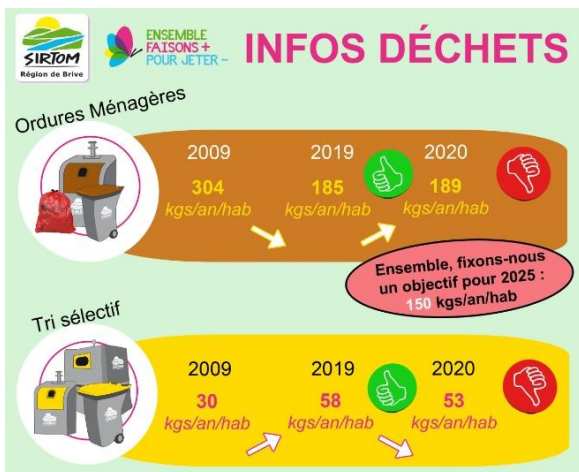 SIRTOM
Région de Brive
ENSEMBLE
FAISONS +
POUR JETER -
INFOS DÉCHETS
Ordures Ménagères
2009 2019 2020
304 185 189
kgs/an/hab kgs/an/hab kgs/an/hab
Ensemble, fixons-nous
un objectif pour 2025 :
150 kgs/an/hab
Tri sélectif
2009 2019 2020
30 58 53
kgs/an/hab kgs/an/hab kgs/an/hab